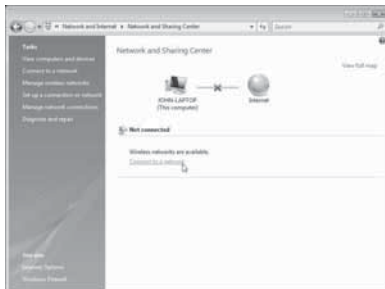 Network and Internet ▸ Network and Sharing Center
Search
Tasks
View computers and devices
Connect to a network
Manage wireless networks
Set up a connection or network
Manage network connections
Diagnose and repair
Network and Sharing Center
View full map
JOHN-LAPTOP
(This computer)
Internet
Not connected
Wireless networks are available.
Connect to a network
See also
Internet Options
Windows Firewall